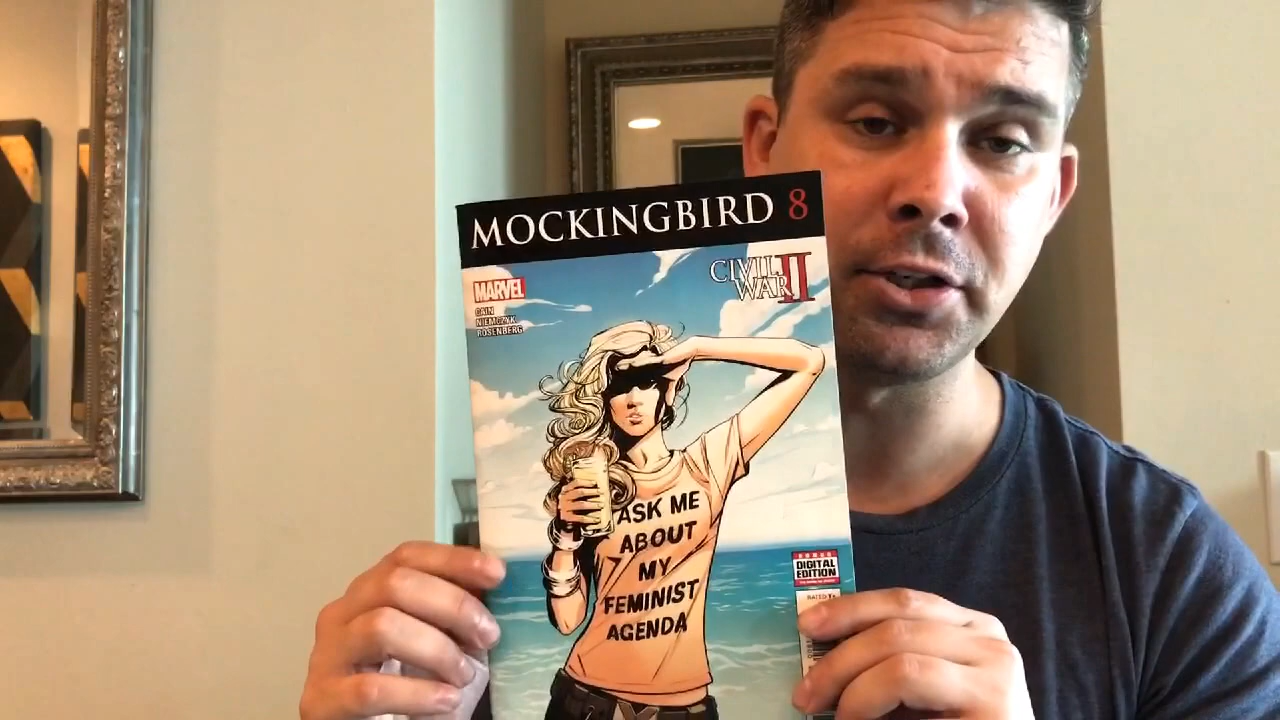 MOCKINGBIRD 8
MARVEL
CIVIL
WAR II
CAIN
NIEMCZYK
ROSENBERG
ASK ME
ABOUT
MY
FEMINIST
AGENDA
DIGITAL
EDITION
RATED T+